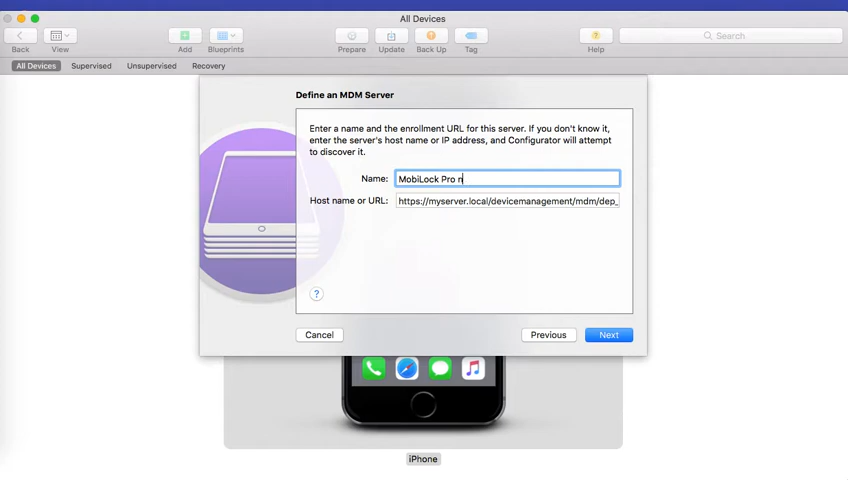 All Devices
Back View Add Blueprints Prepare Update Back Up Tag Help Search
All Devices Supervised Unsupervised Recovery
Define an MDM Server
Enter a name and the enrollment URL for this server. If you don't know it,
enter the server's host name or IP address, and Configurator will attempt
to discover it.
Name: MobiLock Pro n
Host name or URL: https://myserver.local/devicemanagement/mdm/dep_
?
Cancel Previous Next
iPhone